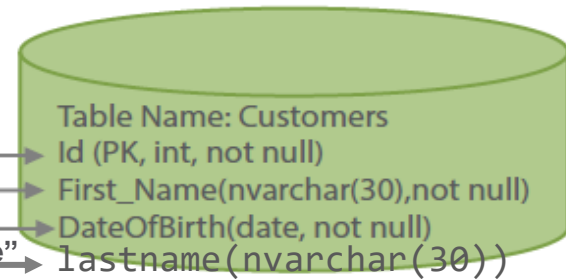 Table Name: Customers
Id (PK, int, not null)
First_Name(nvarchar(30),not null)
DateOfBirth(date, not null)
e” lastname(nvarchar(30))